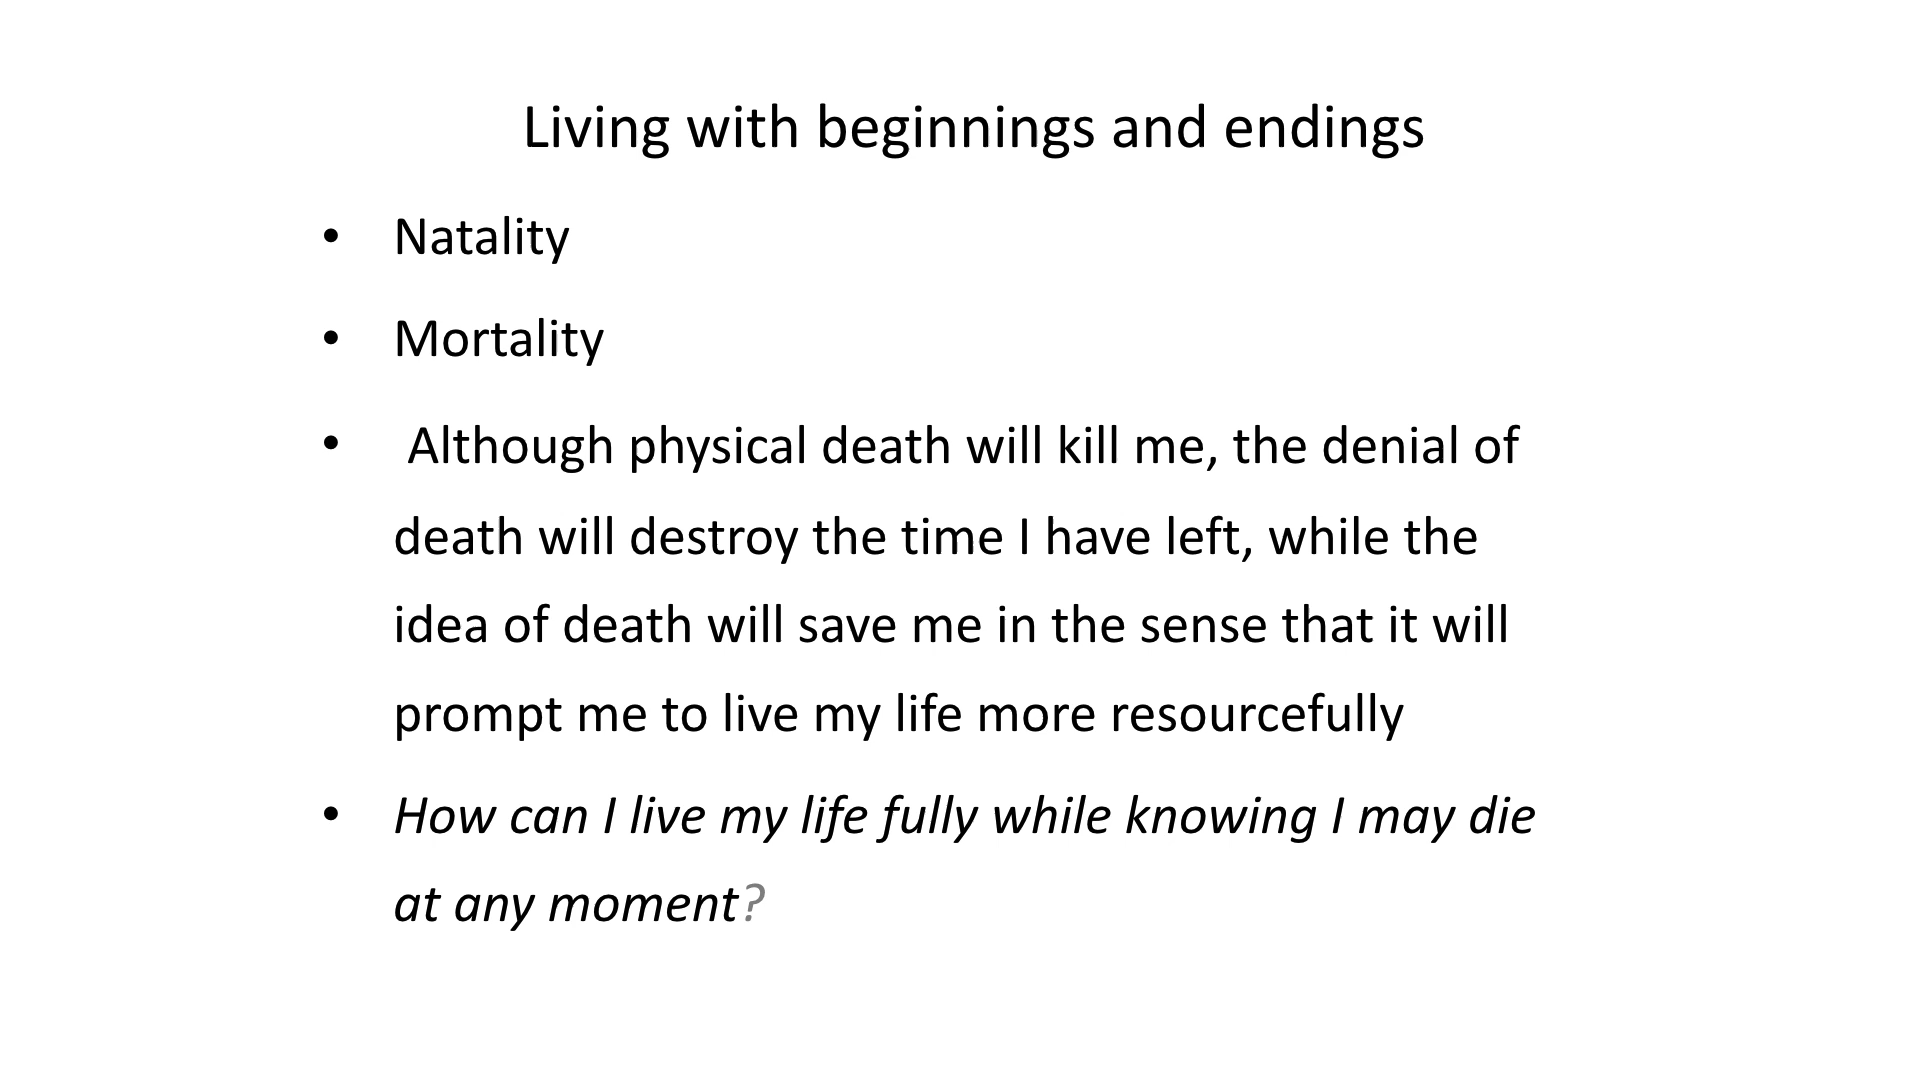 Living with beginnings and endings
• Natality
• Mortality
• Although physical death will kill me, the denial of
death will destroy the time I have left, while the
idea of death will save me in the sense that it will
prompt me to live my life more resourcefully
• How can I live my life fully while knowing I may die
at any moment?